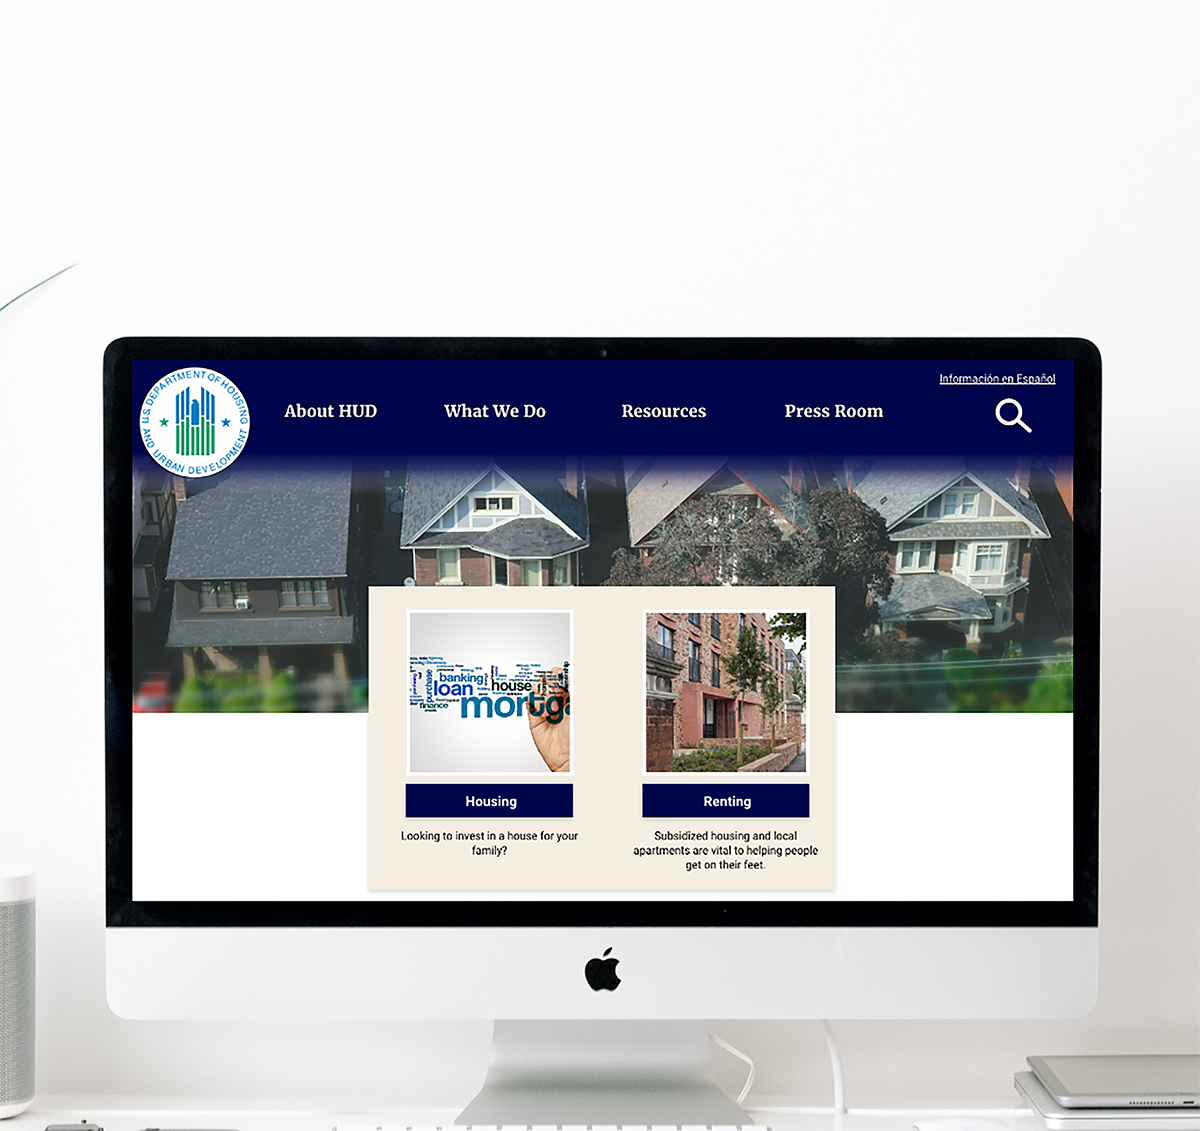 U.S. DEPARTMENT OF HOUSING
AND URBAN DEVELOPMENT
Información en Español
About HUD
What We Do
Resources
Press Room
banking
loan
house
purchase
finance
mortga
Housing
Looking to invest in a house for your
family?
Renting
Subsidized housing and local
apartments are vital to helping people
get on their feet.